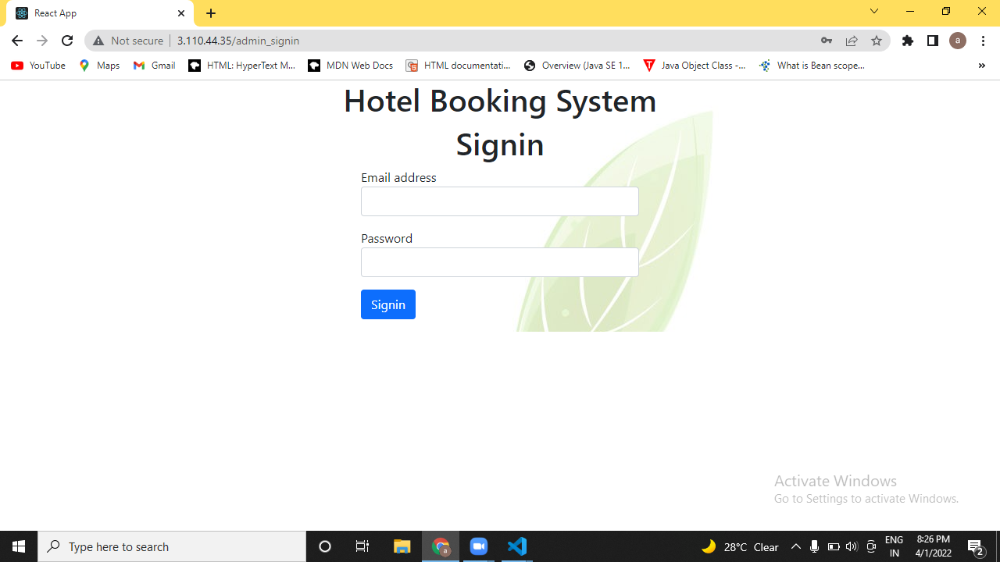 React App
Not secure
3.110.44.35/admin_signin
a
YouTube
Maps
Gmail
HTML: HyperText M...
MDN Web Docs
HTML documentati...
Overview (Java SE 1...
Java Object Class -...
What is Bean scope...
»
Hotel Booking System
Signin
Email address
Password
Signin
Activate Windows
Go to Settings to activate Windows.
Type here to search
a
28°C Clear
ENG
IN
8:26 PM
4/1/2022
2